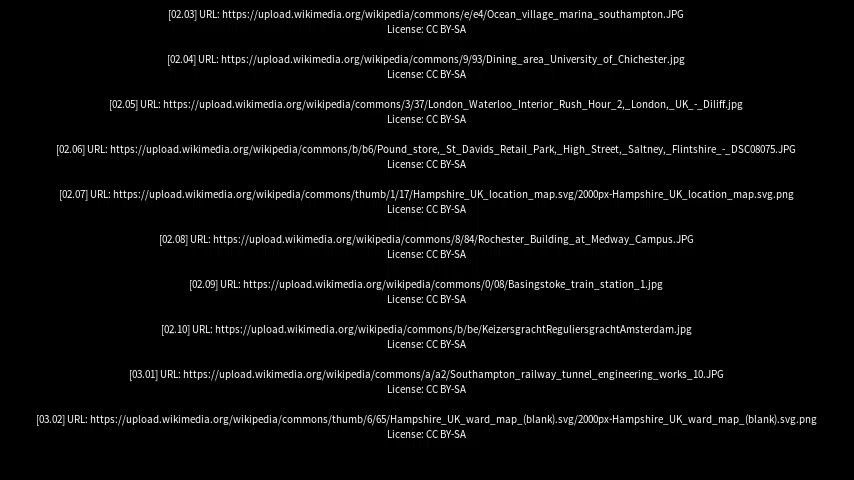 [02.03] URL: https://upload.wikimedia.org/wikipedia/commons/e/e4/Ocean_village_marina_southampton.JPG
License: CC BY-SA
[02.04] URL: https://upload.wikimedia.org/wikipedia/commons/9/93/Dining_area_University_of_Chichester.jpg
License: CC BY-SA
[02.05] URL: https://upload.wikimedia.org/wikipedia/commons/3/37/London_Waterloo_Interior_Rush_Hour_2,_London,_UK_-_Diliff.jpg
License: CC BY-SA
[02.06] URL: https://upload.wikimedia.org/wikipedia/commons/b/b6/Pound_store,_St_Davids_Retail_Park,_High_Street,_Saltney,_Flintshire_-_DSC08075.JPG
License: CC BY-SA
[02.07] URL: https://upload.wikimedia.org/wikipedia/commons/thumb/1/17/Hampshire_UK_location_map.svg/2000px-Hampshire_UK_location_map.svg.png
License: CC BY-SA
[02.08] URL: https://upload.wikimedia.org/wikipedia/commons/8/84/Rochester_Building_at_Medway_Campus.JPG
License: CC BY-SA
[02.09] URL: https://upload.wikimedia.org/wikipedia/commons/0/08/Basingstoke_train_station_1.jpg
License: CC BY-SA
[02.10] URL: https://upload.wikimedia.org/wikipedia/commons/b/be/KeizersgrachtReguliersgrachtAmsterdam.jpg
License: CC BY-SA
[03.01] URL: https://upload.wikimedia.org/wikipedia/commons/a/a2/Southampton_railway_tunnel_engineering_works_10.JPG
License: CC BY-SA
[03.02] URL: https://upload.wikimedia.org/wikipedia/commons/thumb/6/65/Hampshire_UK_ward_map_(blank).svg/2000px-Hampshire_UK_ward_map_(blank).svg.png
License: CC BY-SA